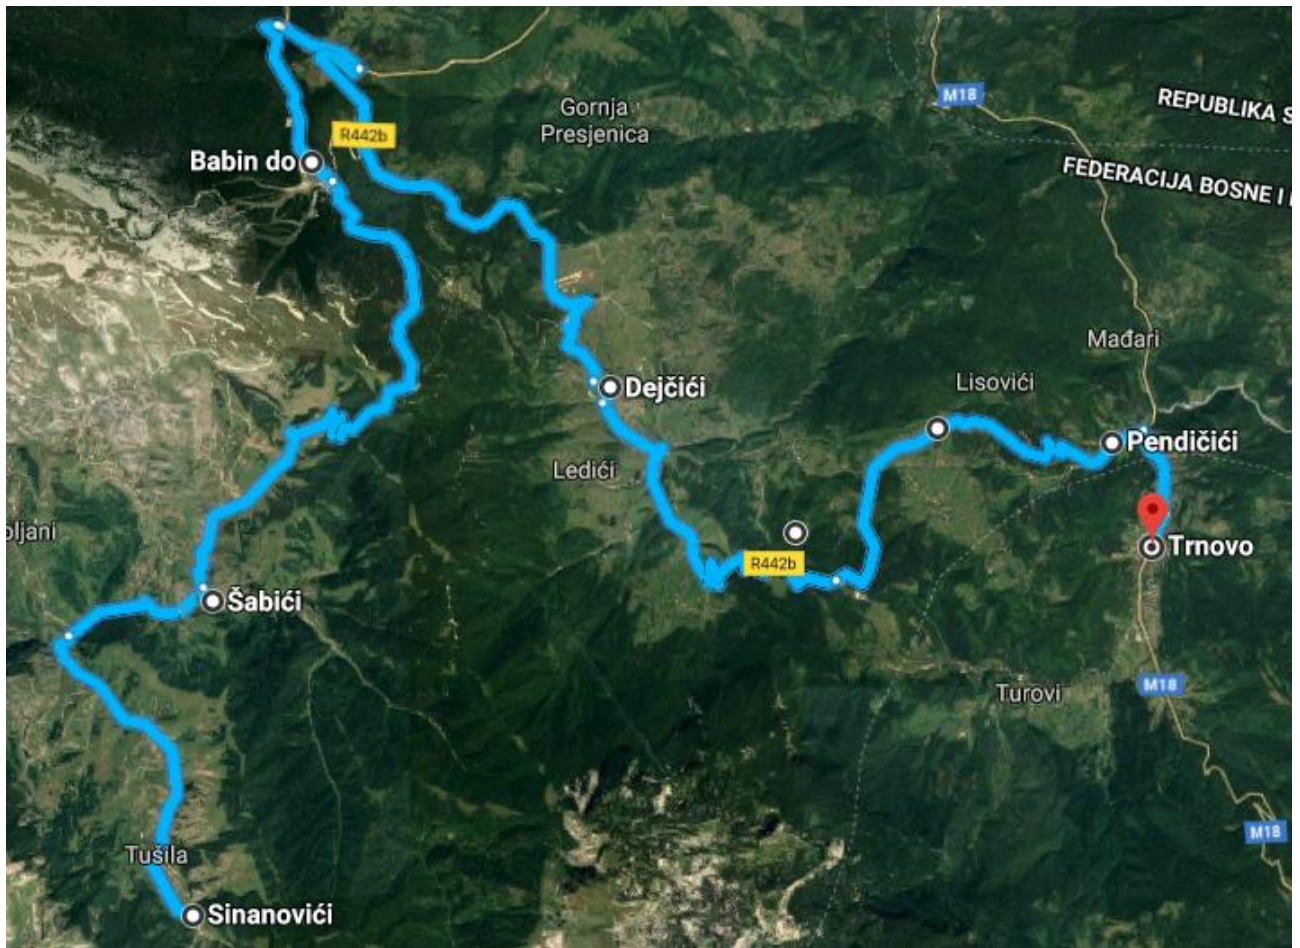 M18
REPUBLIKA S
Gornja
Presjenica
R442b
Babin do
FEDERACIJA BOSNE I
Mađari
Dejčići
Lisovići
Pendičići
Ledići
oljani
R442b
Trnovo
Šabići
Turovi
M18
M18
Tušila
Sinanovići